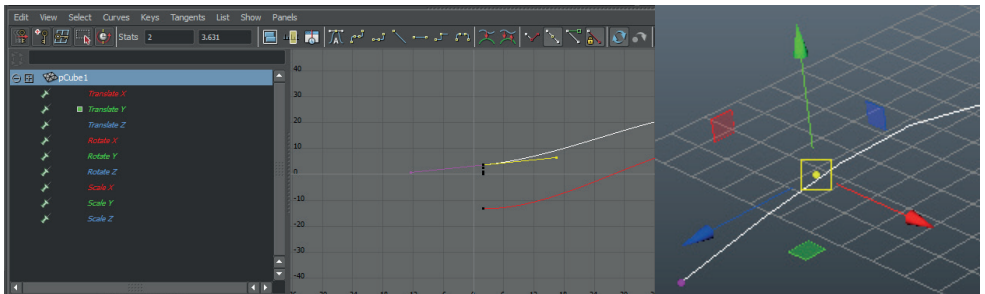 Edit View Select Curves Keys Tangents List Show Panels
Stats 2 3.631
pCube1
Translate X
Translate Y
Translate Z
Rotate X
Rotate Y
Rotate Z
Scale X
Scale Y
Scale Z
40
30
20
10
0
-10
-20
-30
-40